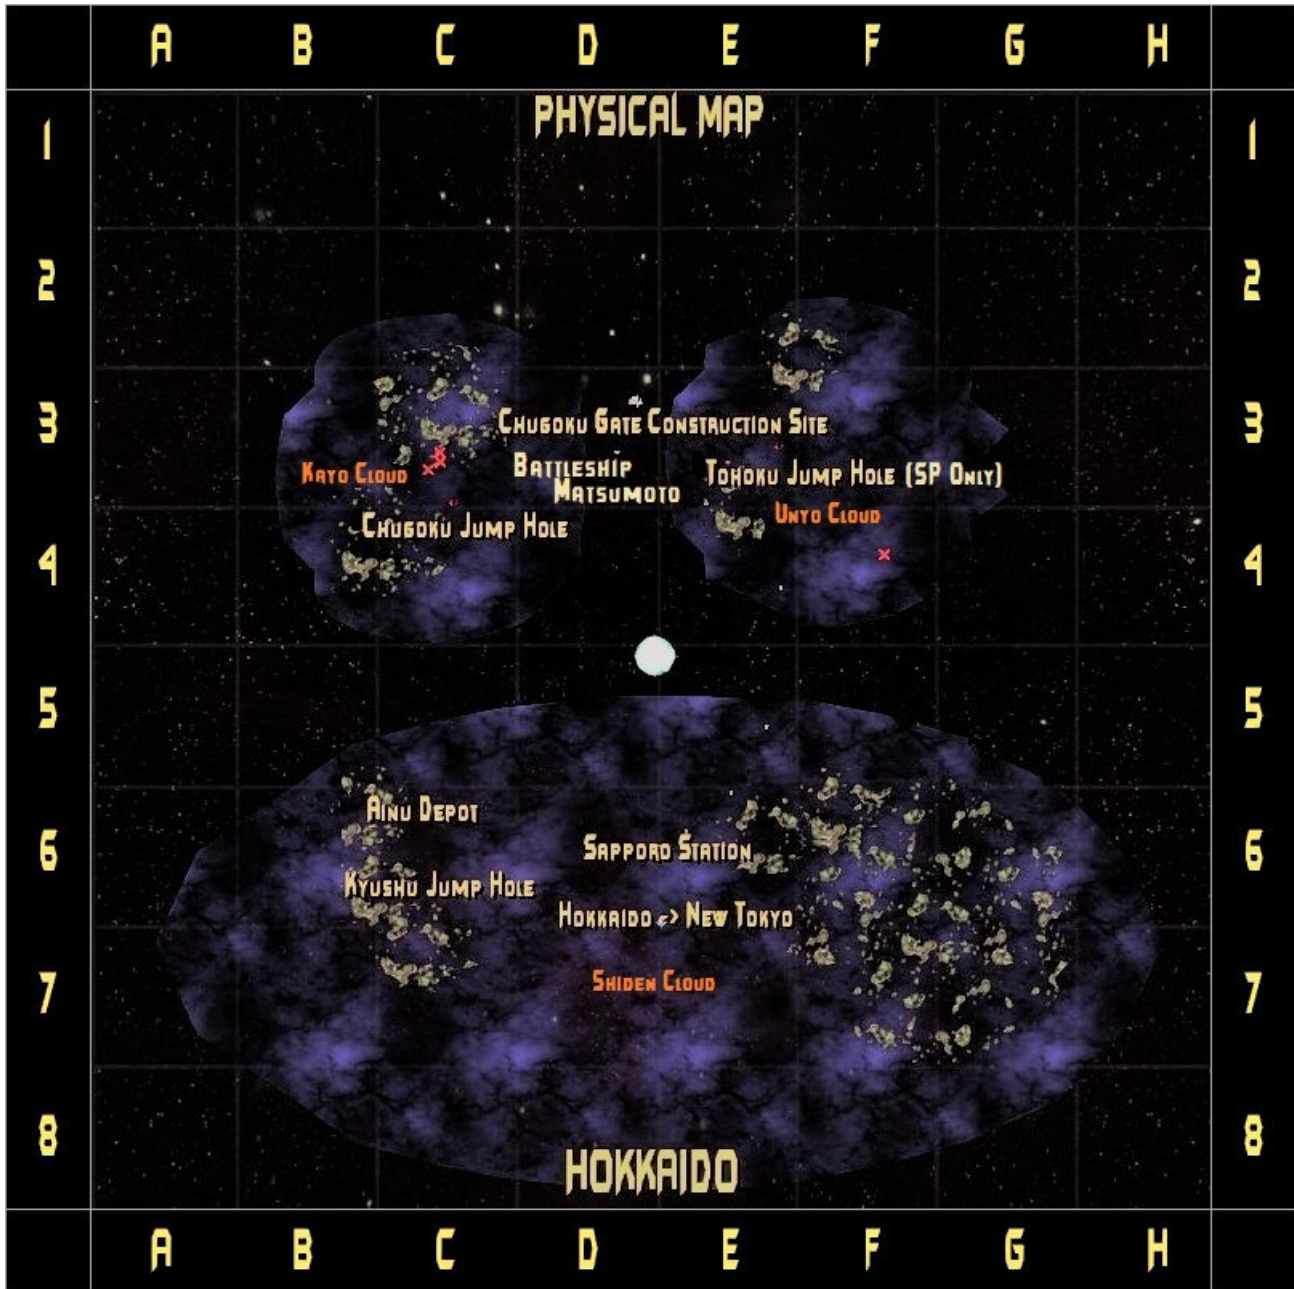 A B C D E F G H
PHYSICAL MAP
1 1
2 2
3 3
CHUGOKU GATE CONSTRUCTION SITE
KAYO CLOUD
BATTLESHIP
MATSUMOTO
TOHOKU JUMP HOLE (SP ONLY)
UNYO CLOUD
CHUGOKU JUMP HOLE
4 4
5 5
AINU DEPOT
6 6
SAPPORO STATION
KYUSHU JUMP HOLE
HOKKAIDO => NEW TOKYO
SHIDEN CLOUD
7 7
8 8
HOKKAIDO
A B C D E F G H